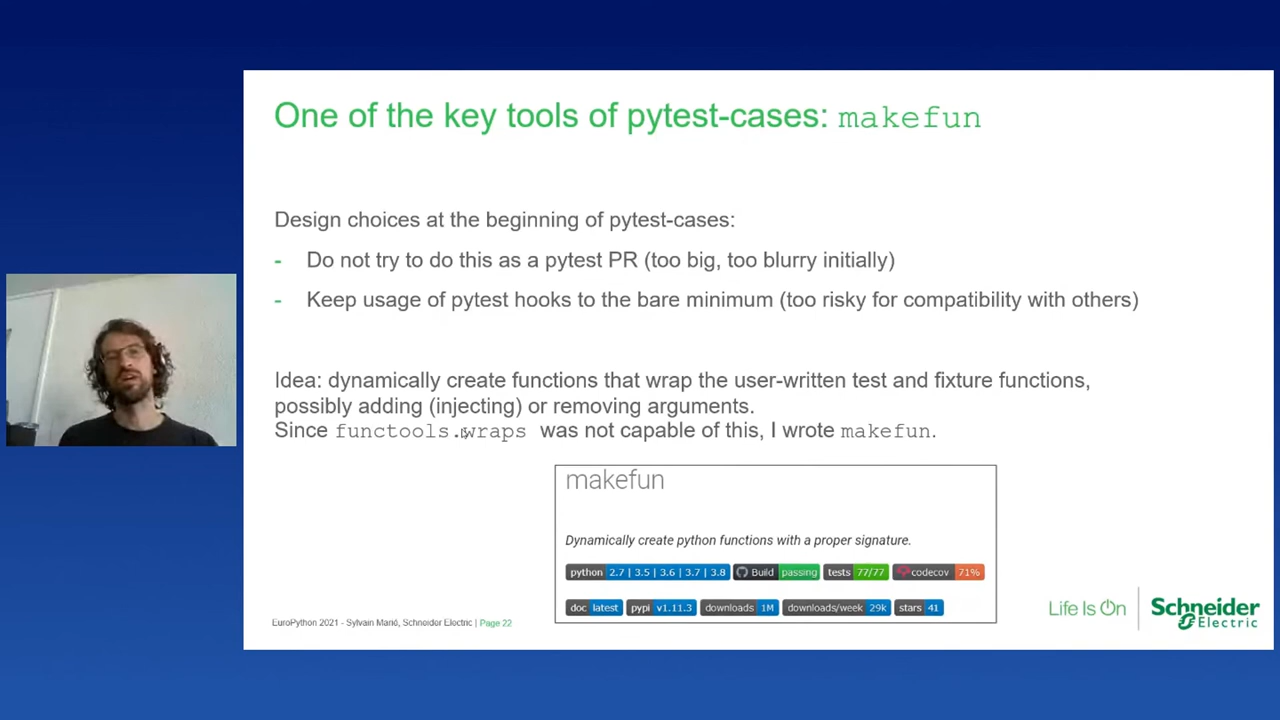 One of the key tools of pytest-cases: makefun
Design choices at the beginning of pytest-cases:
- Do not try to do this as a pytest PR (too big, too blurry initially)
- Keep usage of pytest hooks to the bare minimum (too risky for compatibility with others)
Idea: dynamically create functions that wrap the user-written test and fixture functions,
possibly adding (injecting) or removing arguments.
Since functools.wraps was not capable of this, I wrote makefun.
makefun
Dynamically create python functions with a proper signature.
python 2.7 | 3.5 | 3.6 | 3.7 | 3.8 Build passing tests 77/77 codecov 71%
doc latest pypi v1.11.3 downloads 1M downloads/week 29k stars 41
EuroPython 2021 - Sylvain Marié, Schneider Electric | Page 22
Life Is On
Schneider
Electric